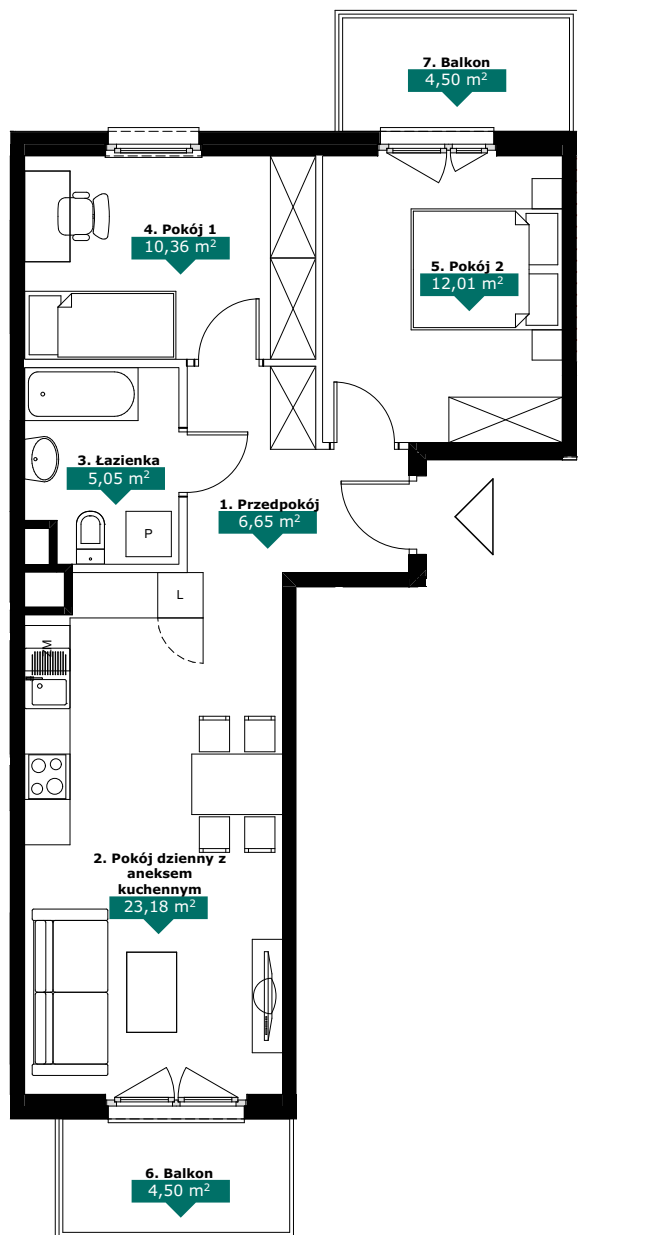 7. Balkon
4,50 m²
4. Pokój 1
10,36 m²
5. Pokój 2
12,01 m²
3. Łazienka
5,05 m²
1. Przedpokój
6,65 m²
P
L
ZM
2. Pokój dzienny z
aneksem
kuchennym
23,18 m²
6. Balkon
4,50 m²